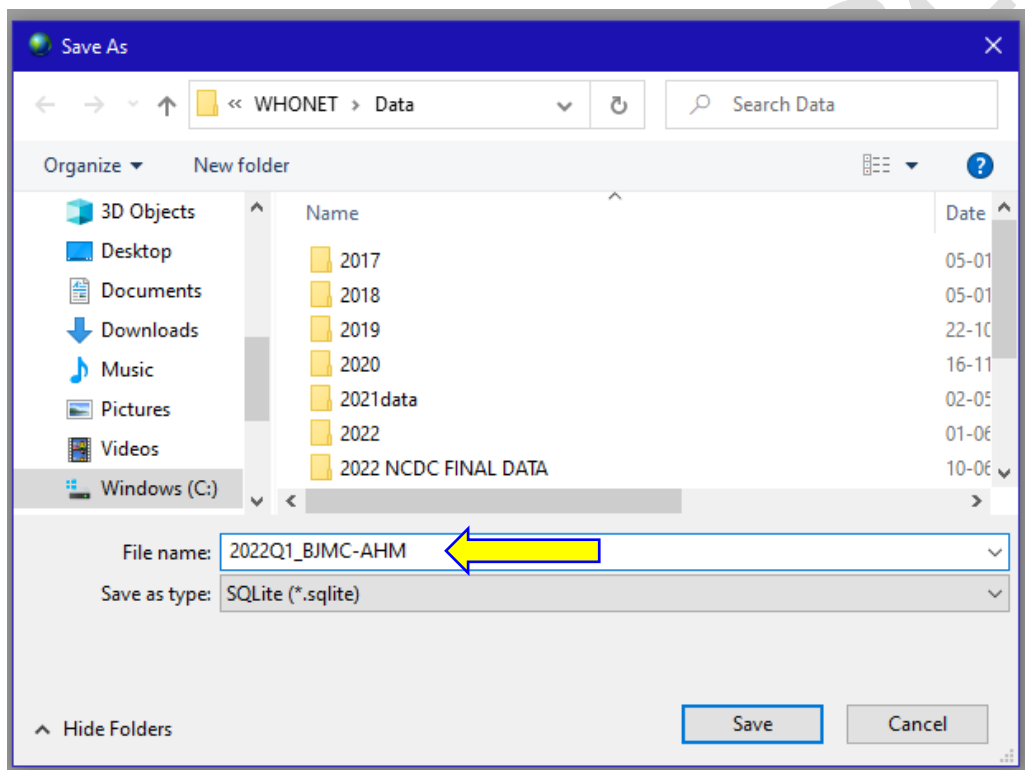 Save As
« WHONET > Data
Search Data
Organize
New folder
3D Objects
Desktop
Documents
Downloads
Music
Pictures
Videos
Windows (C:)
Name
Date
2017
05-01
2018
05-01
2019
22-10
2020
16-11
2021data
02-05
2022
01-06
2022 NCDC FINAL DATA
10-06
File name: 2022Q1_BJMC-AHM
Save as type: SQLite (*.sqlite)
Hide Folders
Save
Cancel